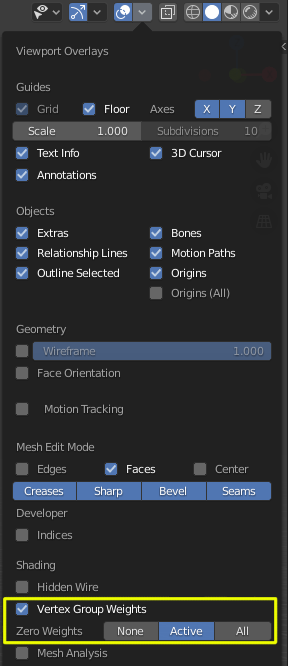 Viewport Overlays
Guides
Grid Floor Axes X Y Z
Scale 1.000 Subdivisions 10
Text Info 3D Cursor
Annotations
Objects
Extras Bones
Relationship Lines Motion Paths
Outline Selected Origins
Origins (All)
Geometry
Wireframe 1.000
Face Orientation
Motion Tracking
Mesh Edit Mode
Edges Faces Center
Creases Sharp Bevel Seams
Developer
Indices
Shading
Hidden Wire
Vertex Group Weights
Zero Weights None Active All
Mesh Analysis